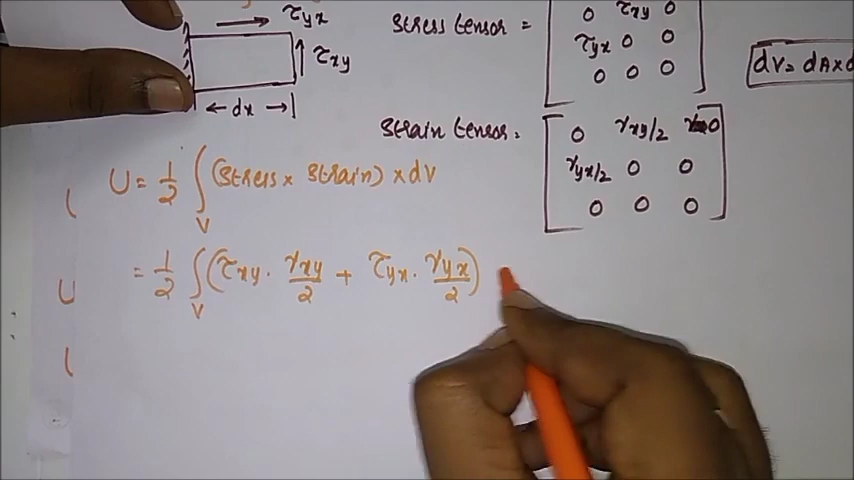 τyx
τxy
← dx →
Stress tensor = [ 0 τxy 0
τyx 0 0
0 0 0 ]
dV = dA x d
Strain tensor = [ 0 γxy/2 0
γyx/2 0 0
0 0 0 ]
U = 1/2 ∫V (Stress x Strain) x dV
= 1/2 ∫V (τxy · γxy/2 + τyx · γyx/2)
U